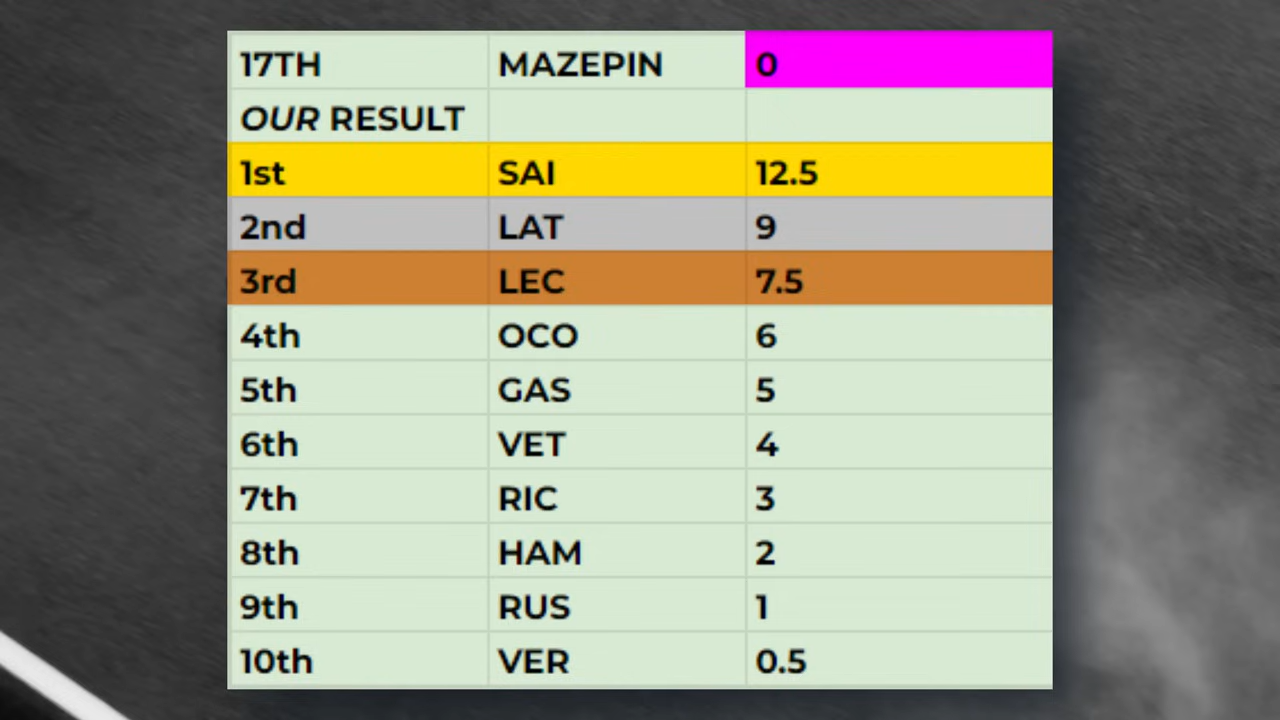 17TH MAZEPIN 0
OUR RESULT
1st SAI 12.5
2nd LAT 9
3rd LEC 7.5
4th OCO 6
5th GAS 5
6th VET 4
7th RIC 3
8th HAM 2
9th RUS 1
10th VER 0.5